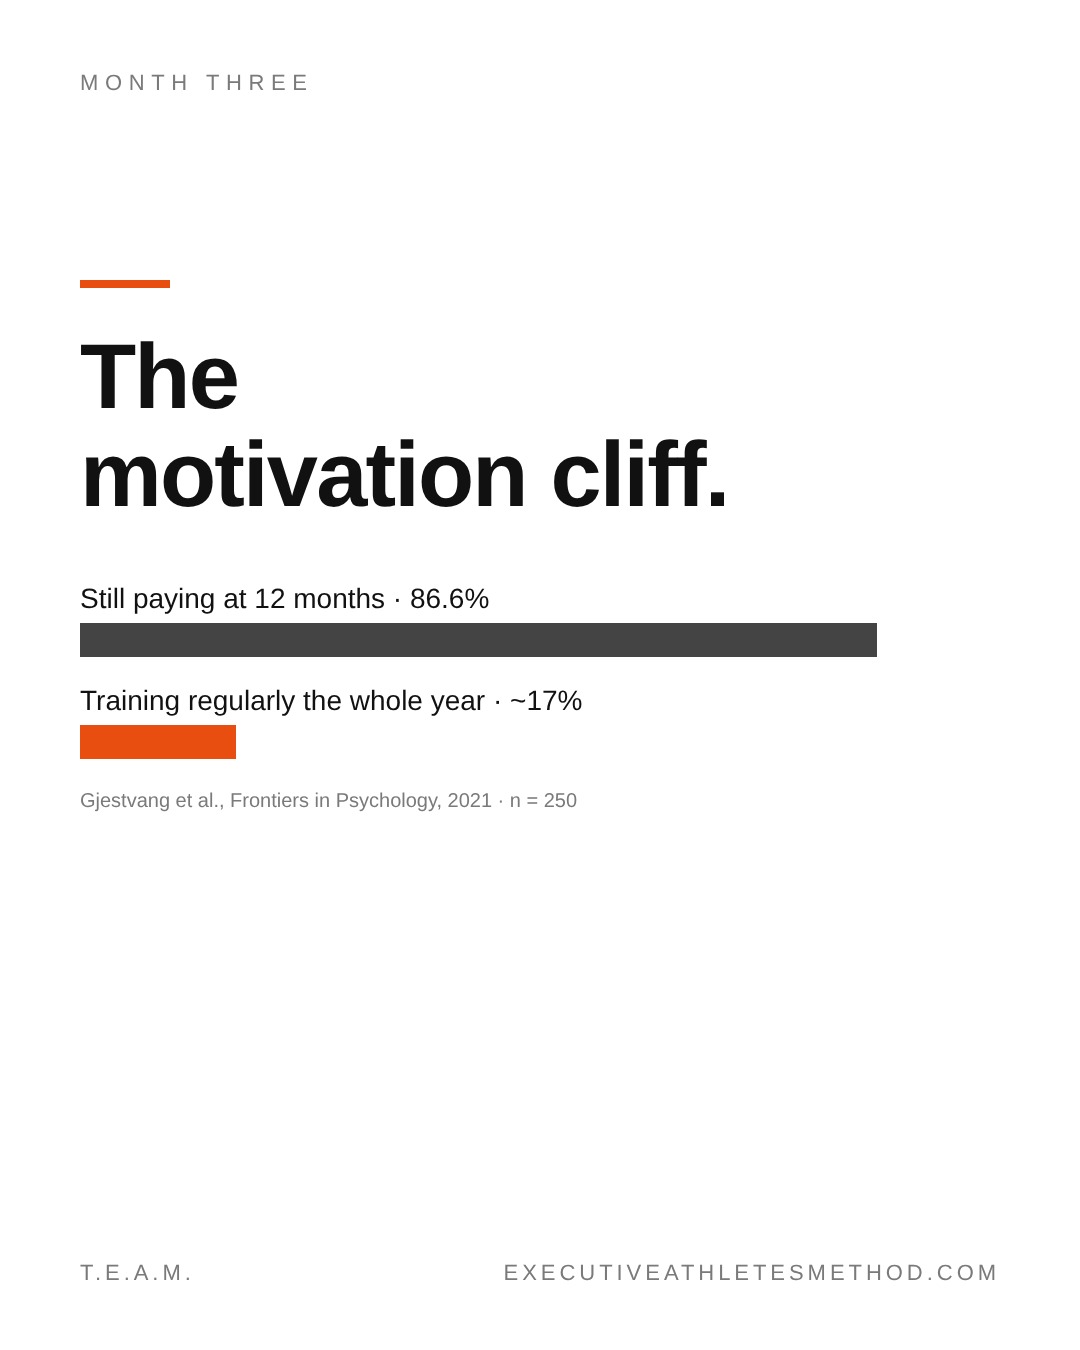 MONTH THREE
The
motivation cliff.
Still paying at 12 months · 86.6%
Training regularly the whole year · ~17%
Gjestvang et al., Frontiers in Psychology, 2021 · n = 250
T.E.A.M.
EXECUTIVEATHLETESMETHOD.COM